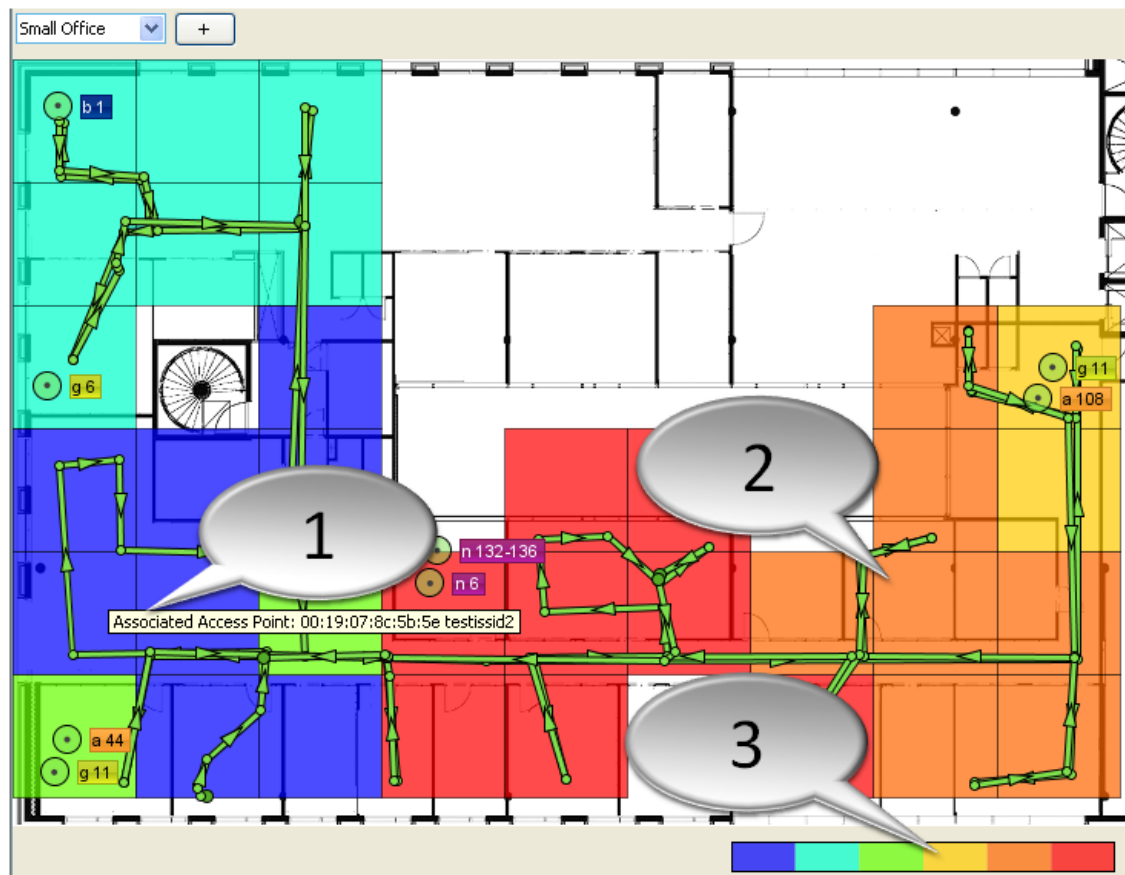 Small Office
+
b 1
g 6
g 11
a 108
2
1
n 132-136
n 6
Associated Access Point: 00:19:07:8c:5b:5e testissid2
a 44
g 11
3